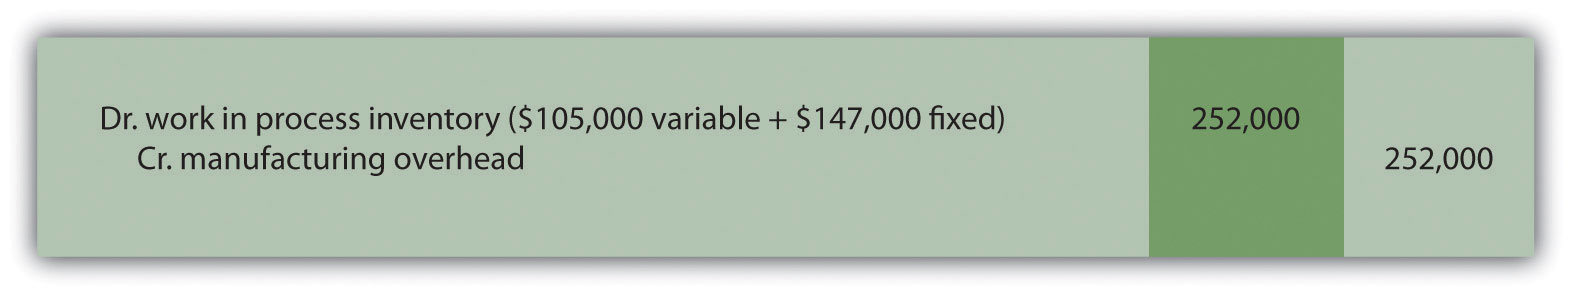 Dr. work in process inventory ($105,000 variable + $147,000 fixed) 252,000
Cr. manufacturing overhead 252,000